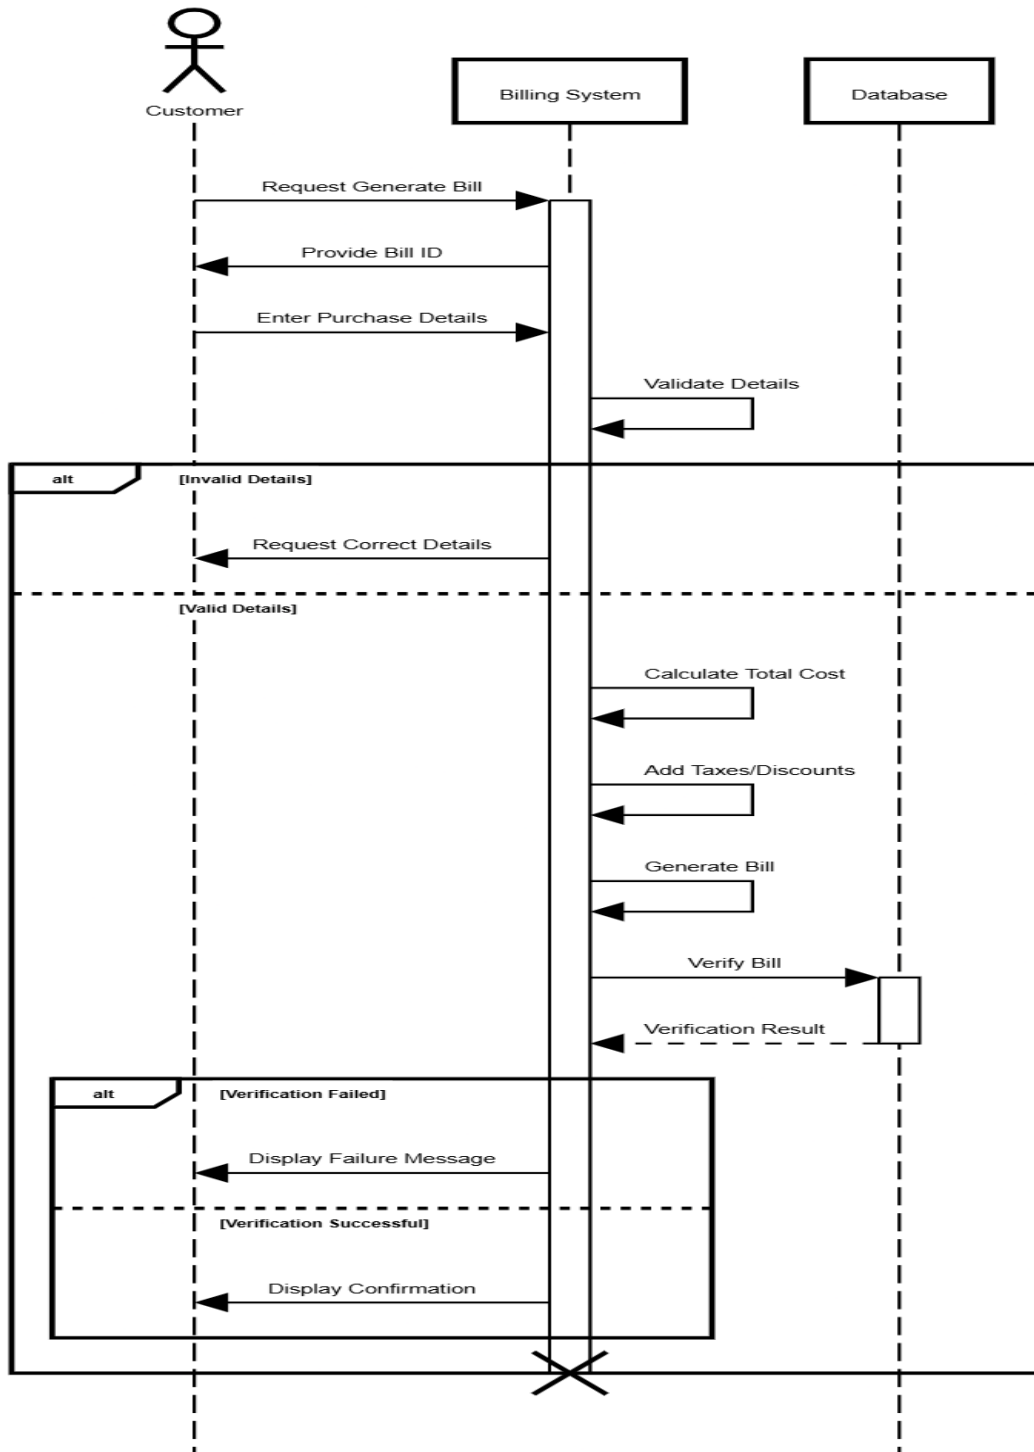 Customer
Billing System
Database
Request Generate Bill
Provide Bill ID
Enter Purchase Details
Validate Details
alt
[Invalid Details]
Request Correct Details
[Valid Details]
Calculate Total Cost
Add Taxes/Discounts
Generate Bill
Verify Bill
Verification Result
alt
[Verification Failed]
Display Failure Message
[Verification Successful]
Display Confirmation